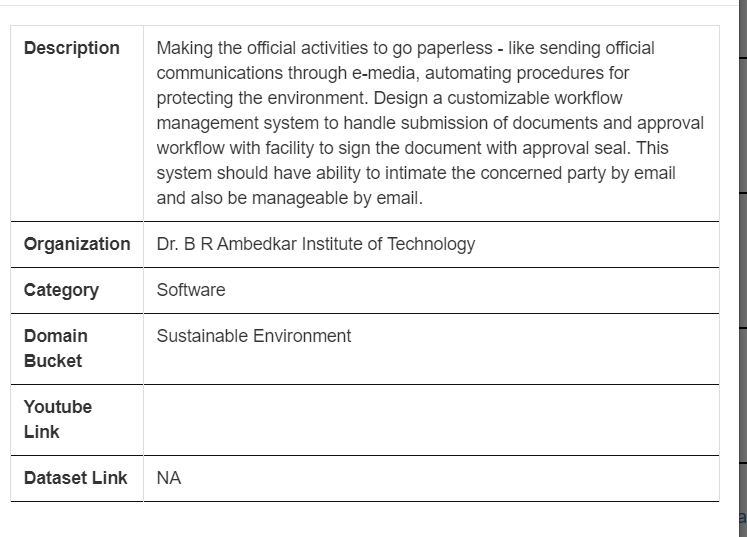 Description
Making the official activities to go paperless - like sending official
communications through e-media, automating procedures for
protecting the environment. Design a customizable workflow
management system to handle submission of documents and approval
workflow with facility to sign the document with approval seal. This
system should have ability to intimate the concerned party by email
and also be manageable by email.
Organization
Dr. B R Ambedkar Institute of Technology
Category
Software
Domain
Bucket
Sustainable Environment
Youtube
Link
Dataset Link
NA